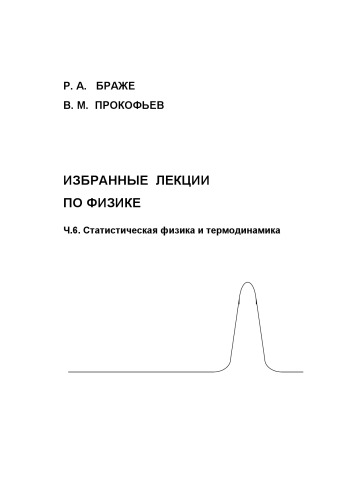 Р. А. БРАЖЕ
В. М. ПРОКОФЬЕВ
ИЗБРАННЫЕ ЛЕКЦИИ
ПО ФИЗИКЕ
Ч.6. Статистическая физика и термодинамика